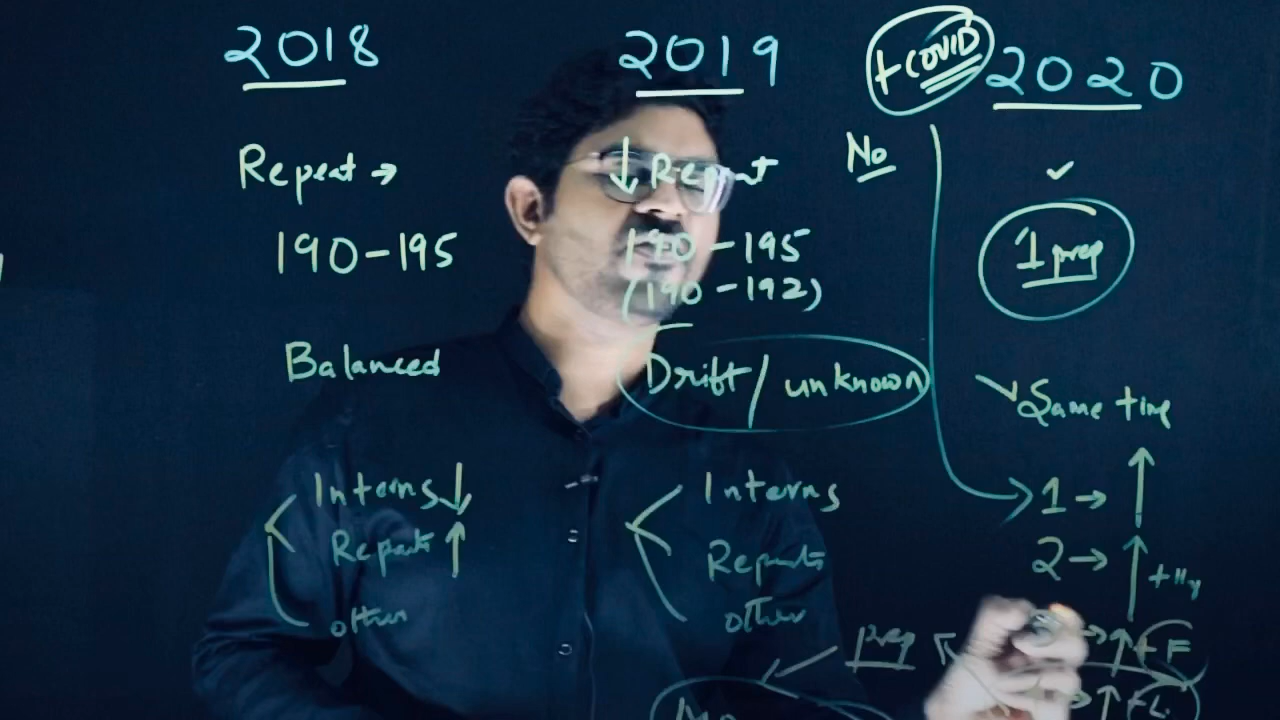 2018
Repeat →
190-195
Balanced
Interns ↓
Repeats ↑
other
2019
↓ Repeat
190-195
(190-192)
Drift/unknown
Interns
Repeats
other
prep
+ COVID
No
2020
✓
1 prep
Same time
1 → ↑
2 → ↑
→ ↑ + F
↑ + L